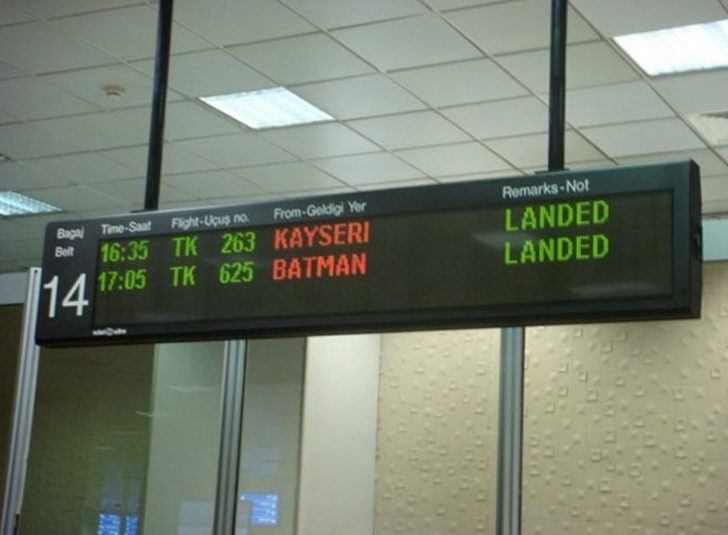 Bagaj Time-Saat Flight-Uçuş no. From-Geldigi Yer Remarks-Not
Belt
16:35 TK 263 KAYSERI LANDED
17:05 TK 625 BATMAN LANDED
14